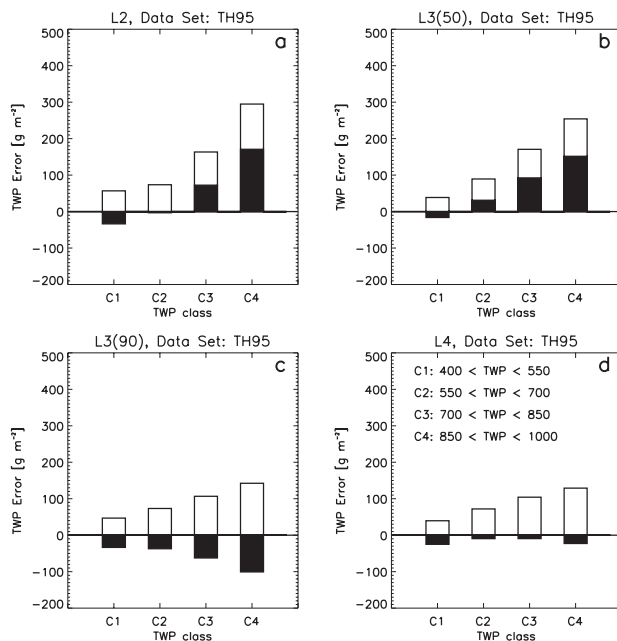 L2, Data Set: TH95
a
500
400
300
200
100
0
-100
-200
TWP Error [g m⁻²]
C1 C2 C3 C4
TWP class
L3(50), Data Set: TH95
b
500
400
300
200
100
0
-100
-200
TWP Error [g m⁻²]
C1 C2 C3 C4
TWP class
L3(90), Data Set: TH95
c
500
400
300
200
100
0
-100
-200
TWP Error [g m⁻²]
C1 C2 C3 C4
TWP class
L4, Data Set: TH95
d
C1: 400 < TWP < 550
C2: 550 < TWP < 700
C3: 700 < TWP < 850
C4: 850 < TWP < 1000
500
400
300
200
100
0
-100
-200
TWP Error [g m⁻²]
C1 C2 C3 C4
TWP class